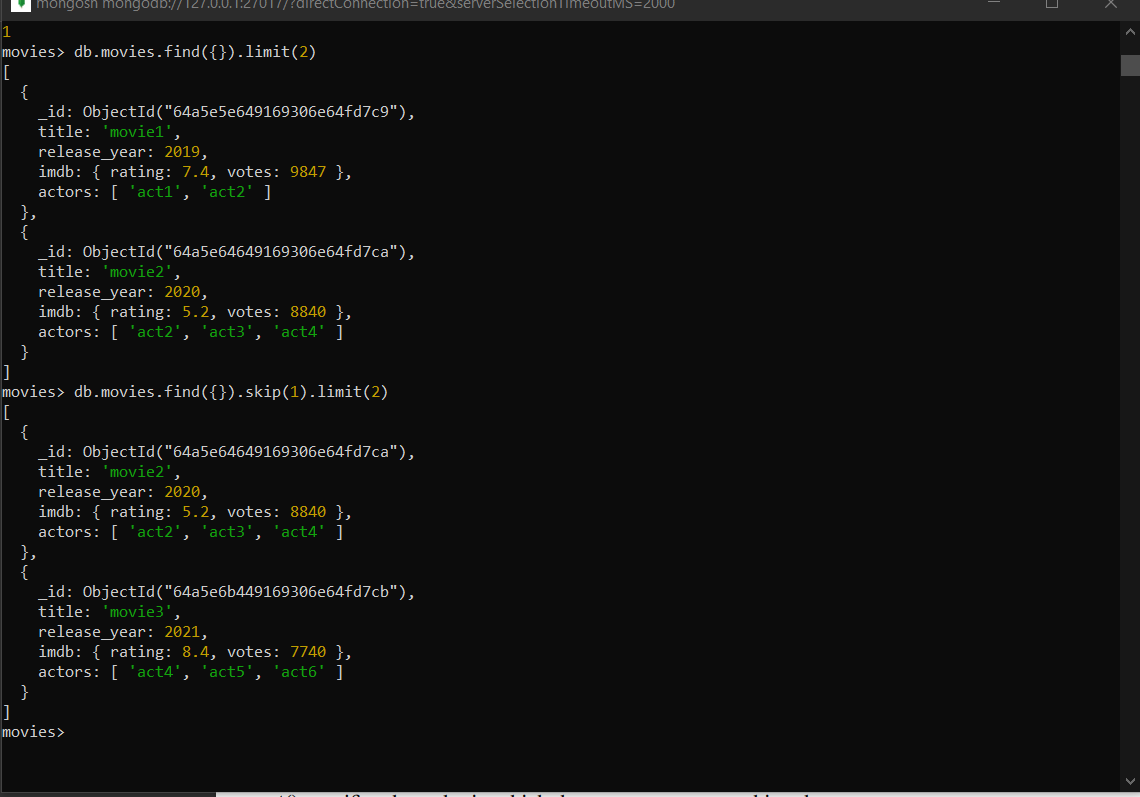 mongosh mongodb://127.0.0.1:27017/?directConnection=true&serverSelectionTimeoutMS=2000
1
movies> db.movies.find({}).limit(2)
[
  {
    _id: ObjectId("64a5e5e649169306e64fd7c9"),
    title: 'movie1',
    release_year: 2019,
    imdb: { rating: 7.4, votes: 9847 },
    actors: [ 'act1', 'act2' ]
  },
  {
    _id: ObjectId("64a5e64649169306e64fd7ca"),
    title: 'movie2',
    release_year: 2020,
    imdb: { rating: 5.2, votes: 8840 },
    actors: [ 'act2', 'act3', 'act4' ]
  }
]
movies> db.movies.find({}).skip(1).limit(2)
[
  {
    _id: ObjectId("64a5e64649169306e64fd7ca"),
    title: 'movie2',
    release_year: 2020,
    imdb: { rating: 5.2, votes: 8840 },
    actors: [ 'act2', 'act3', 'act4' ]
  },
  {
    _id: ObjectId("64a5e6b449169306e64fd7cb"),
    title: 'movie3',
    release_year: 2021,
    imdb: { rating: 8.4, votes: 7740 },
    actors: [ 'act4', 'act5', 'act6' ]
  }
]
movies>